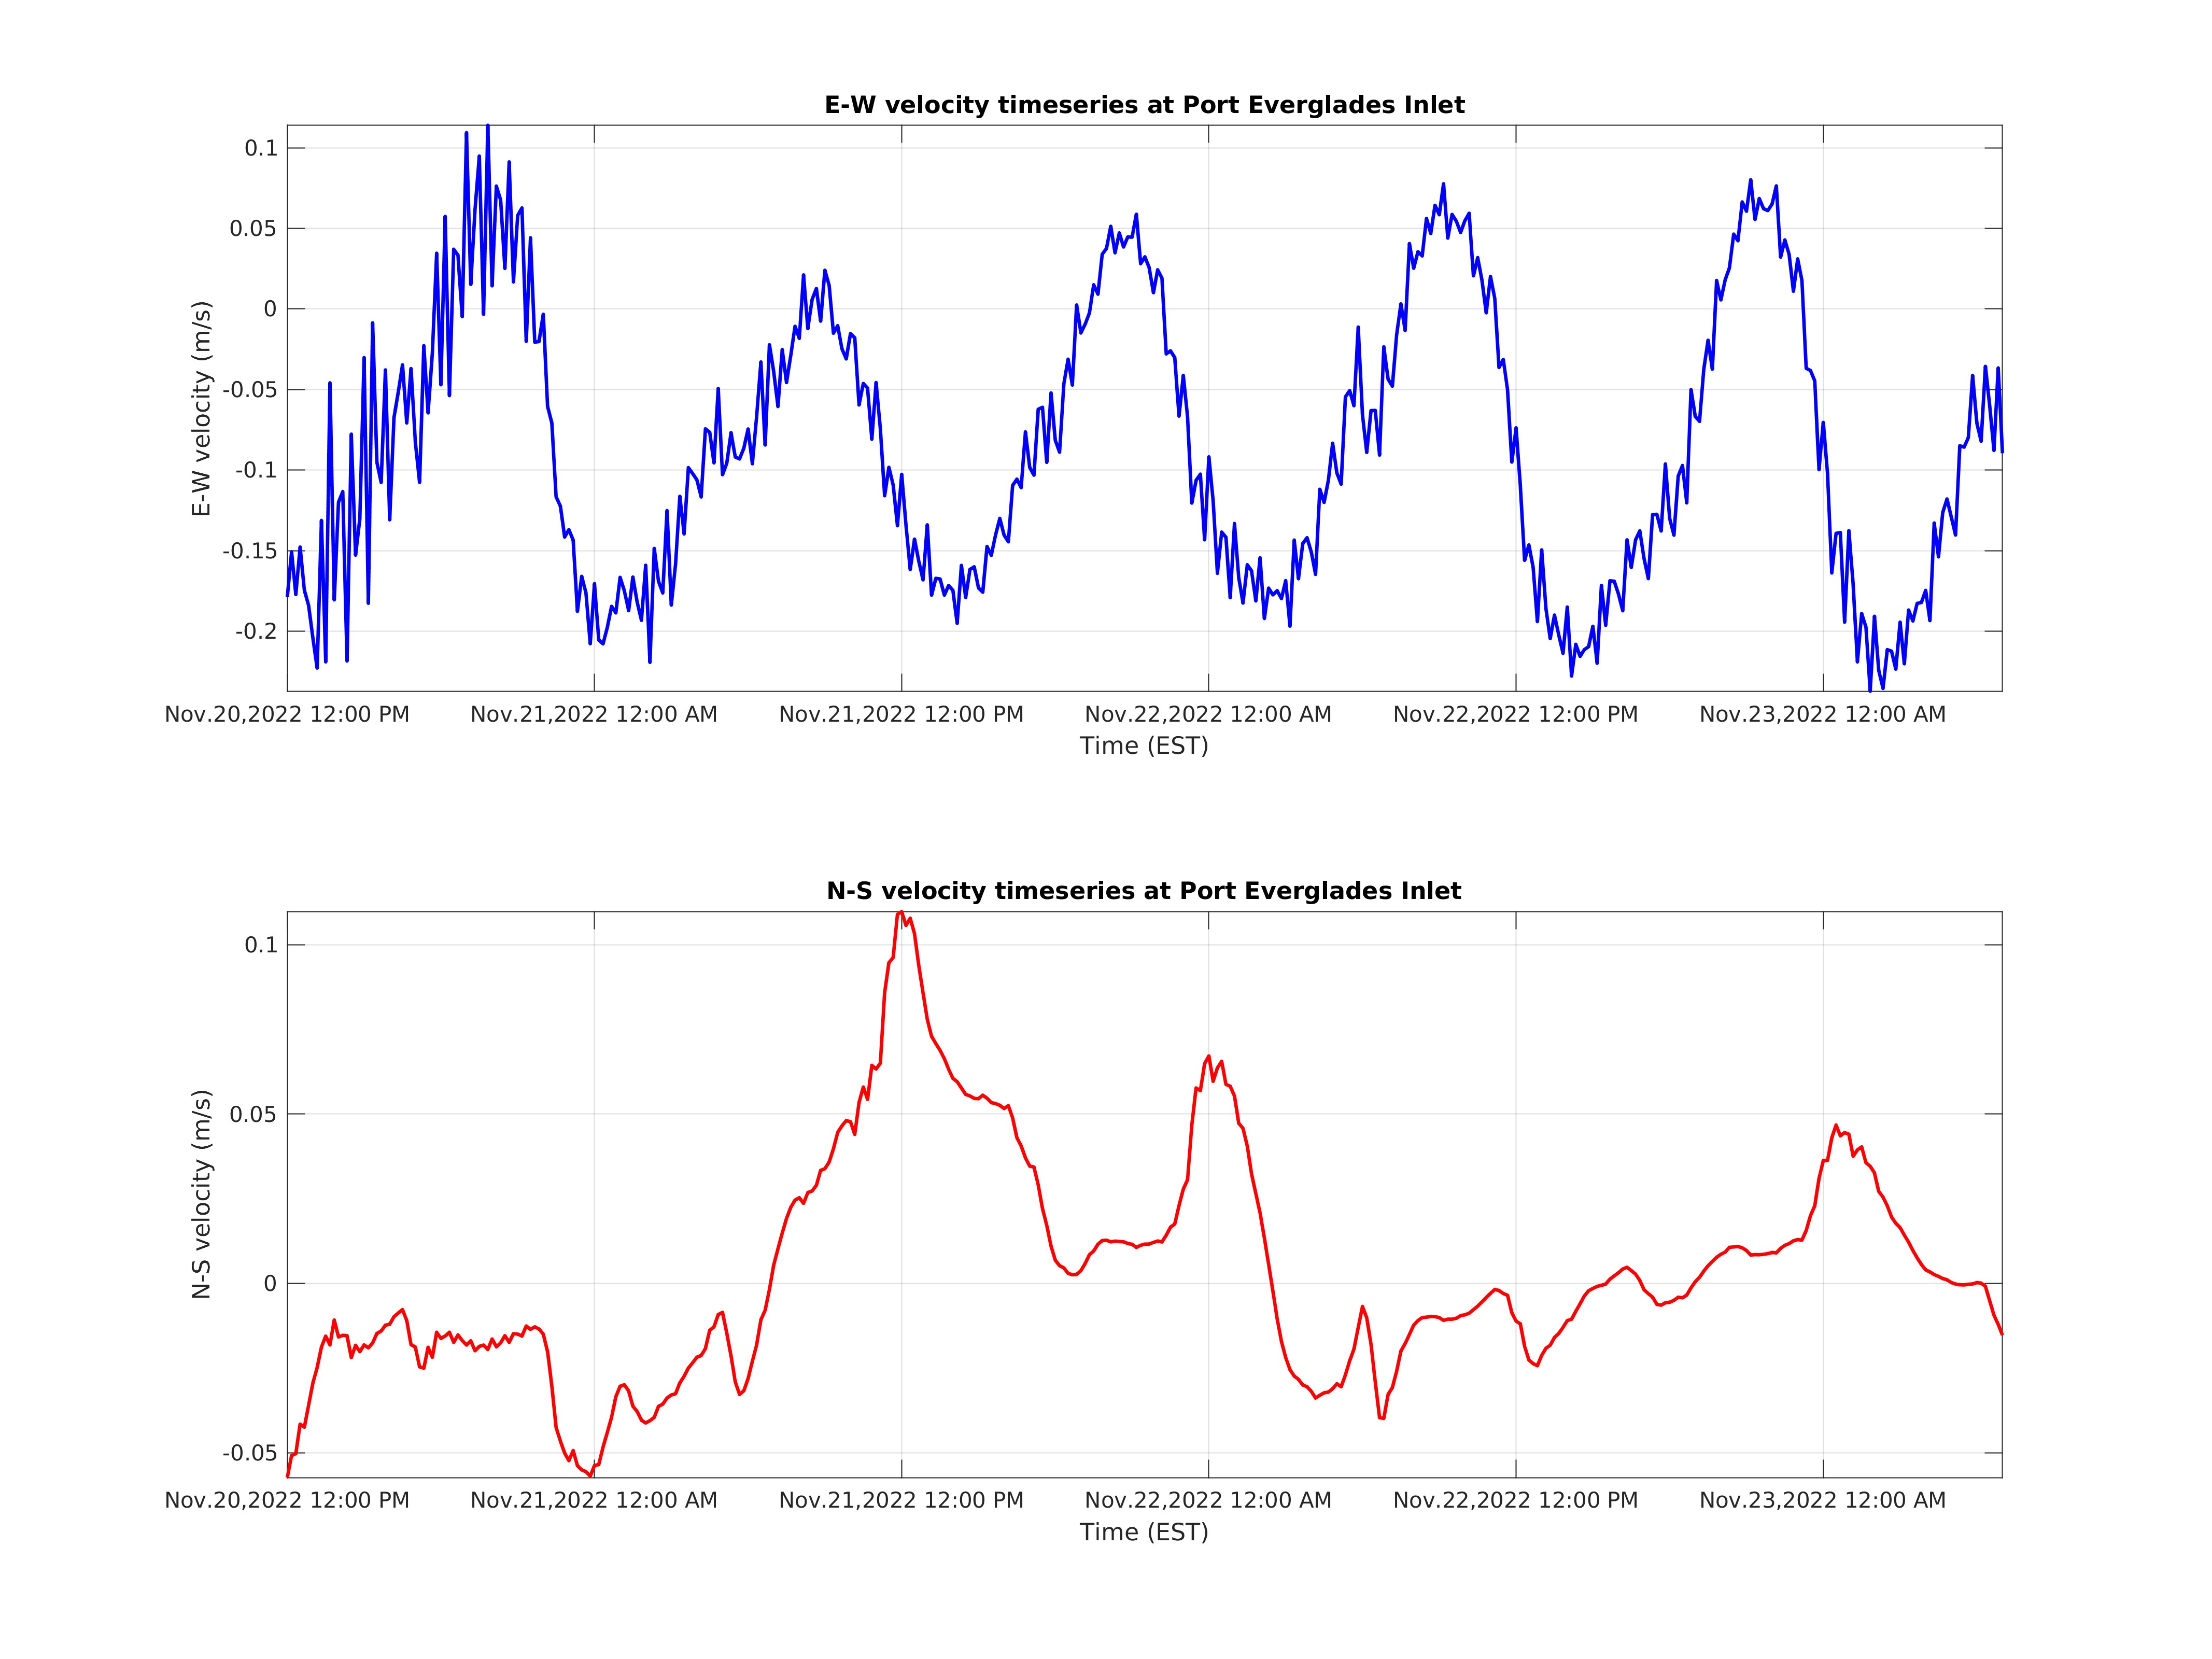 E-W velocity timeseries at Port Everglades Inlet
E-W velocity (m/s)
0.1
0.05
0
-0.05
-0.1
-0.15
-0.2
Nov.20,2022 12:00 PM Nov.21,2022 12:00 AM Nov.21,2022 12:00 PM Nov.22,2022 12:00 AM Nov.22,2022 12:00 PM Nov.23,2022 12:00 AM
Time (EST)
N-S velocity timeseries at Port Everglades Inlet
N-S velocity (m/s)
0.1
0.05
0
-0.05
Nov.20,2022 12:00 PM Nov.21,2022 12:00 AM Nov.21,2022 12:00 PM Nov.22,2022 12:00 AM Nov.22,2022 12:00 PM Nov.23,2022 12:00 AM
Time (EST)